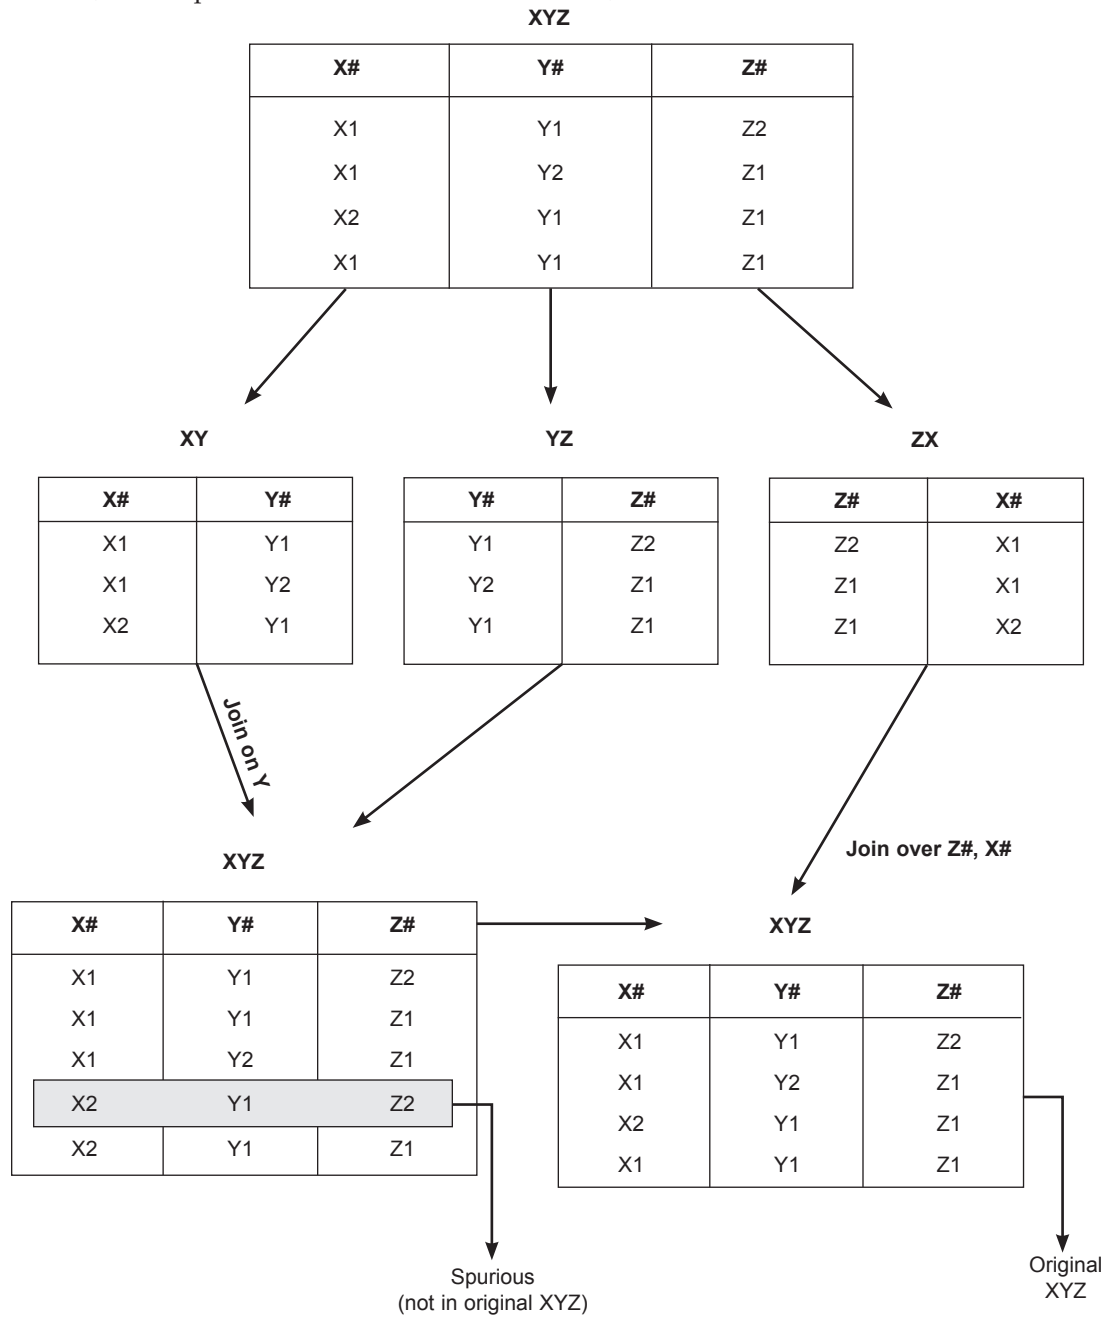 XYZ
X# Y# Z#
X1 Y1 Z2
X1 Y2 Z1
X2 Y1 Z1
X1 Y1 Z1
XY
X# Y#
X1 Y1
X1 Y2
X2 Y1
YZ
Y# Z#
Y1 Z2
Y2 Z1
Y1 Z1
ZX
Z# X#
Z2 X1
Z1 X1
Z1 X2
Join on Y
Join over Z#, X#
XYZ
X# Y# Z#
X1 Y1 Z2
X1 Y1 Z1
X1 Y2 Z1
X2 Y1 Z2
X2 Y1 Z1
Spurious
(not in original XYZ)
XYZ
X# Y# Z#
X1 Y1 Z2
X1 Y2 Z1
X2 Y1 Z1
X1 Y1 Z1
Original
XYZ